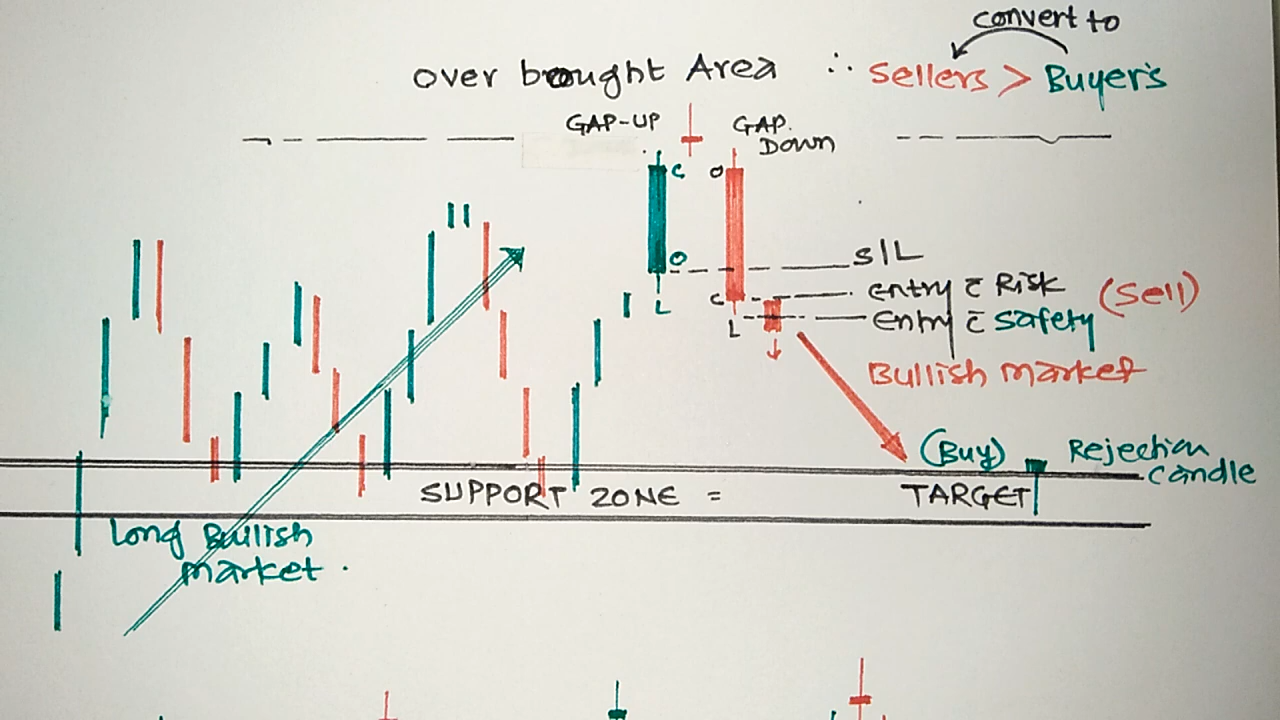 convert to
over bought Area ∴ Sellers > Buyer's
GAP-UP
GAP.
DOWN
C
O
O
S/L
L
C
entry c̄ Risk
(Sell)
L
entry c̄ safety
Bullish market
(Buy)
Rejection
candle
SUPPORT ZONE =
TARGET
Long Bullish
market.